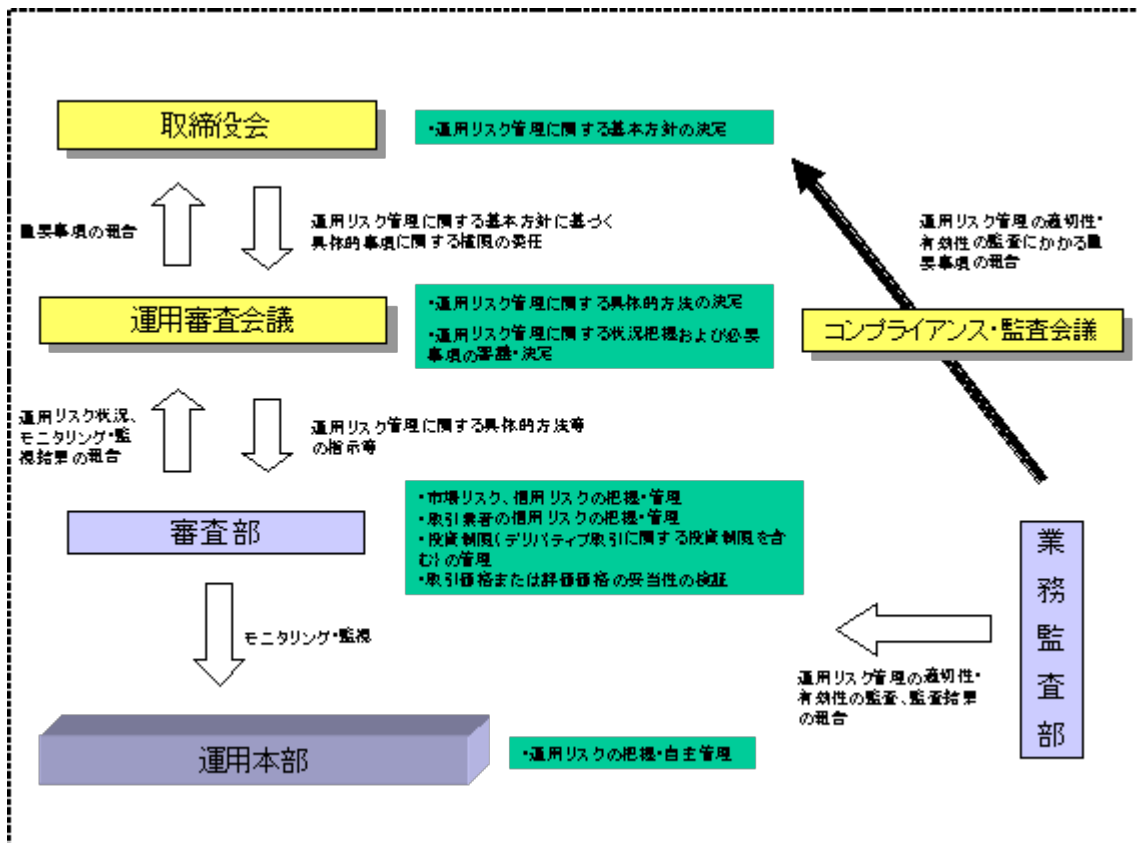 取締役会
・運用リスク管理に関する基本方針の決定
重要事項の報告
運用リスク管理に関する基本方針に基づく
具体的事項に関する権限の委任
運用リスク管理の適切性・
有効性の監査にかかる重
要事項の報告
運用審査会議
・運用リスク管理に関する具体的方法の決定
・運用リスク管理に関する状況把握および必要
事項の審議・決定
コンプライアンス・監査会議
運用リスク状況、
モニタリング・監
視結果の報告
運用リスク管理に関する具体的方法等
の指示等
審査部
・市場リスク、信用リスクの把握・管理
・取引業者の信用リスクの把握・管理
・投資制限(デリバティブ取引に関する投資制限を含
む)の管理
・取引価格または評価価格の妥当性の検証
業務監査部
モニタリング・監視
運用リスク管理の適切性・
有効性の監査、監査結果
の報告
運用本部
・運用リスクの把握・自主管理